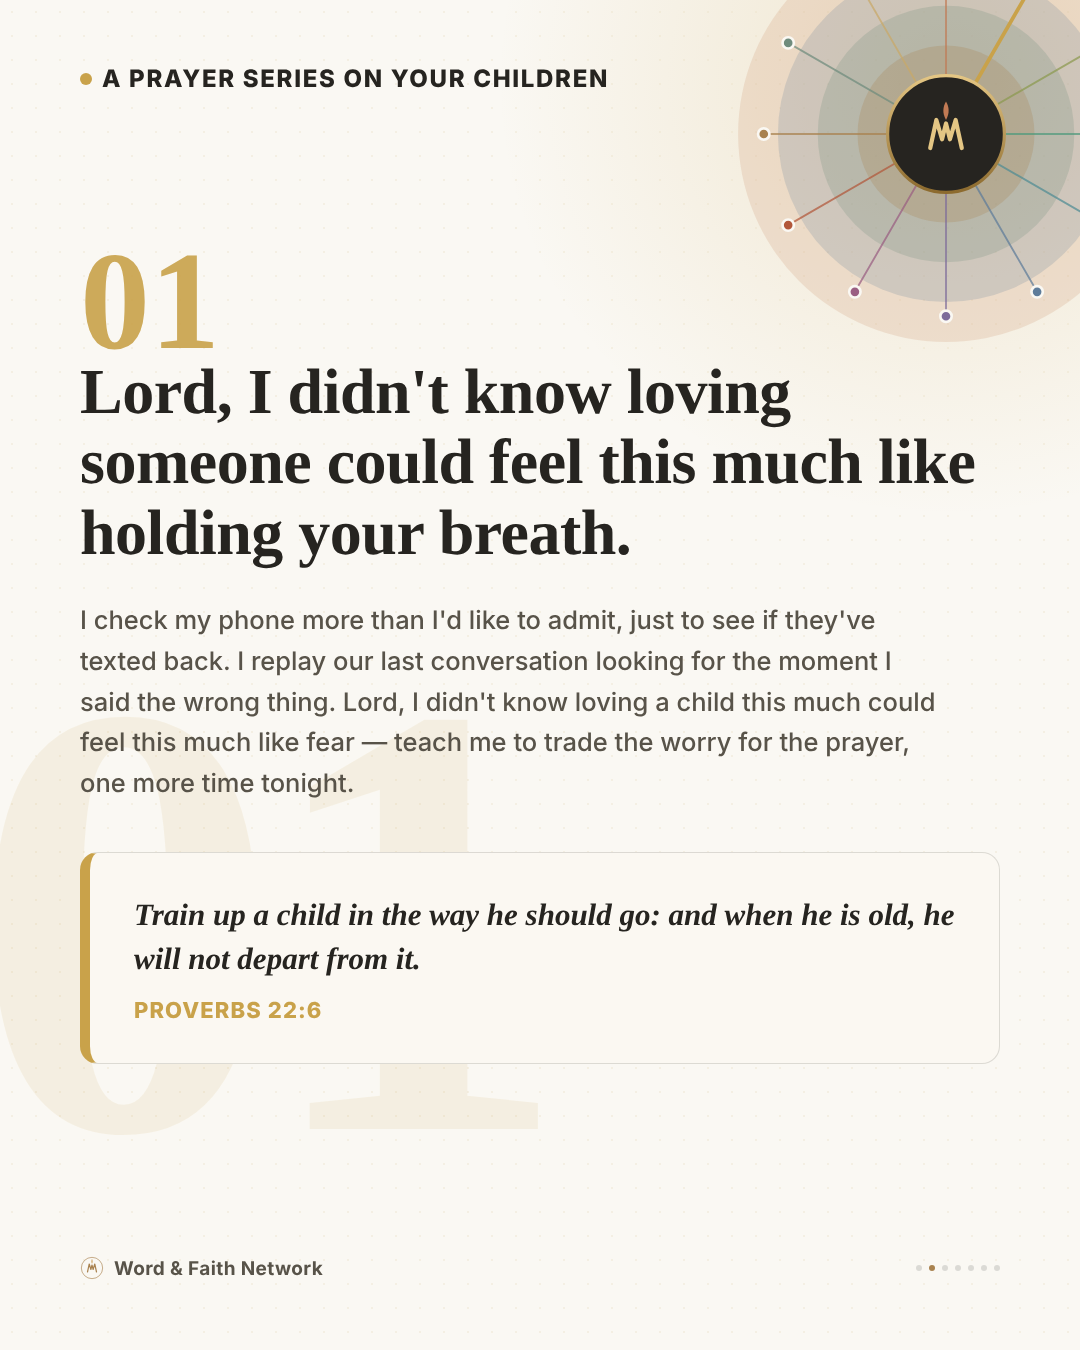 A PRAYER SERIES ON YOUR CHILDREN
01
Lord, I didn't know loving
someone could feel this much like
holding your breath.
I check my phone more than I'd like to admit, just to see if they've
texted back. I replay our last conversation looking for the moment I
said the wrong thing. Lord, I didn't know loving a child this much could
feel this much like fear — teach me to trade the worry for the prayer,
one more time tonight.
01
Train up a child in the way he should go: and when he is old, he
will not depart from it.
PROVERBS 22:6
Word & Faith Network